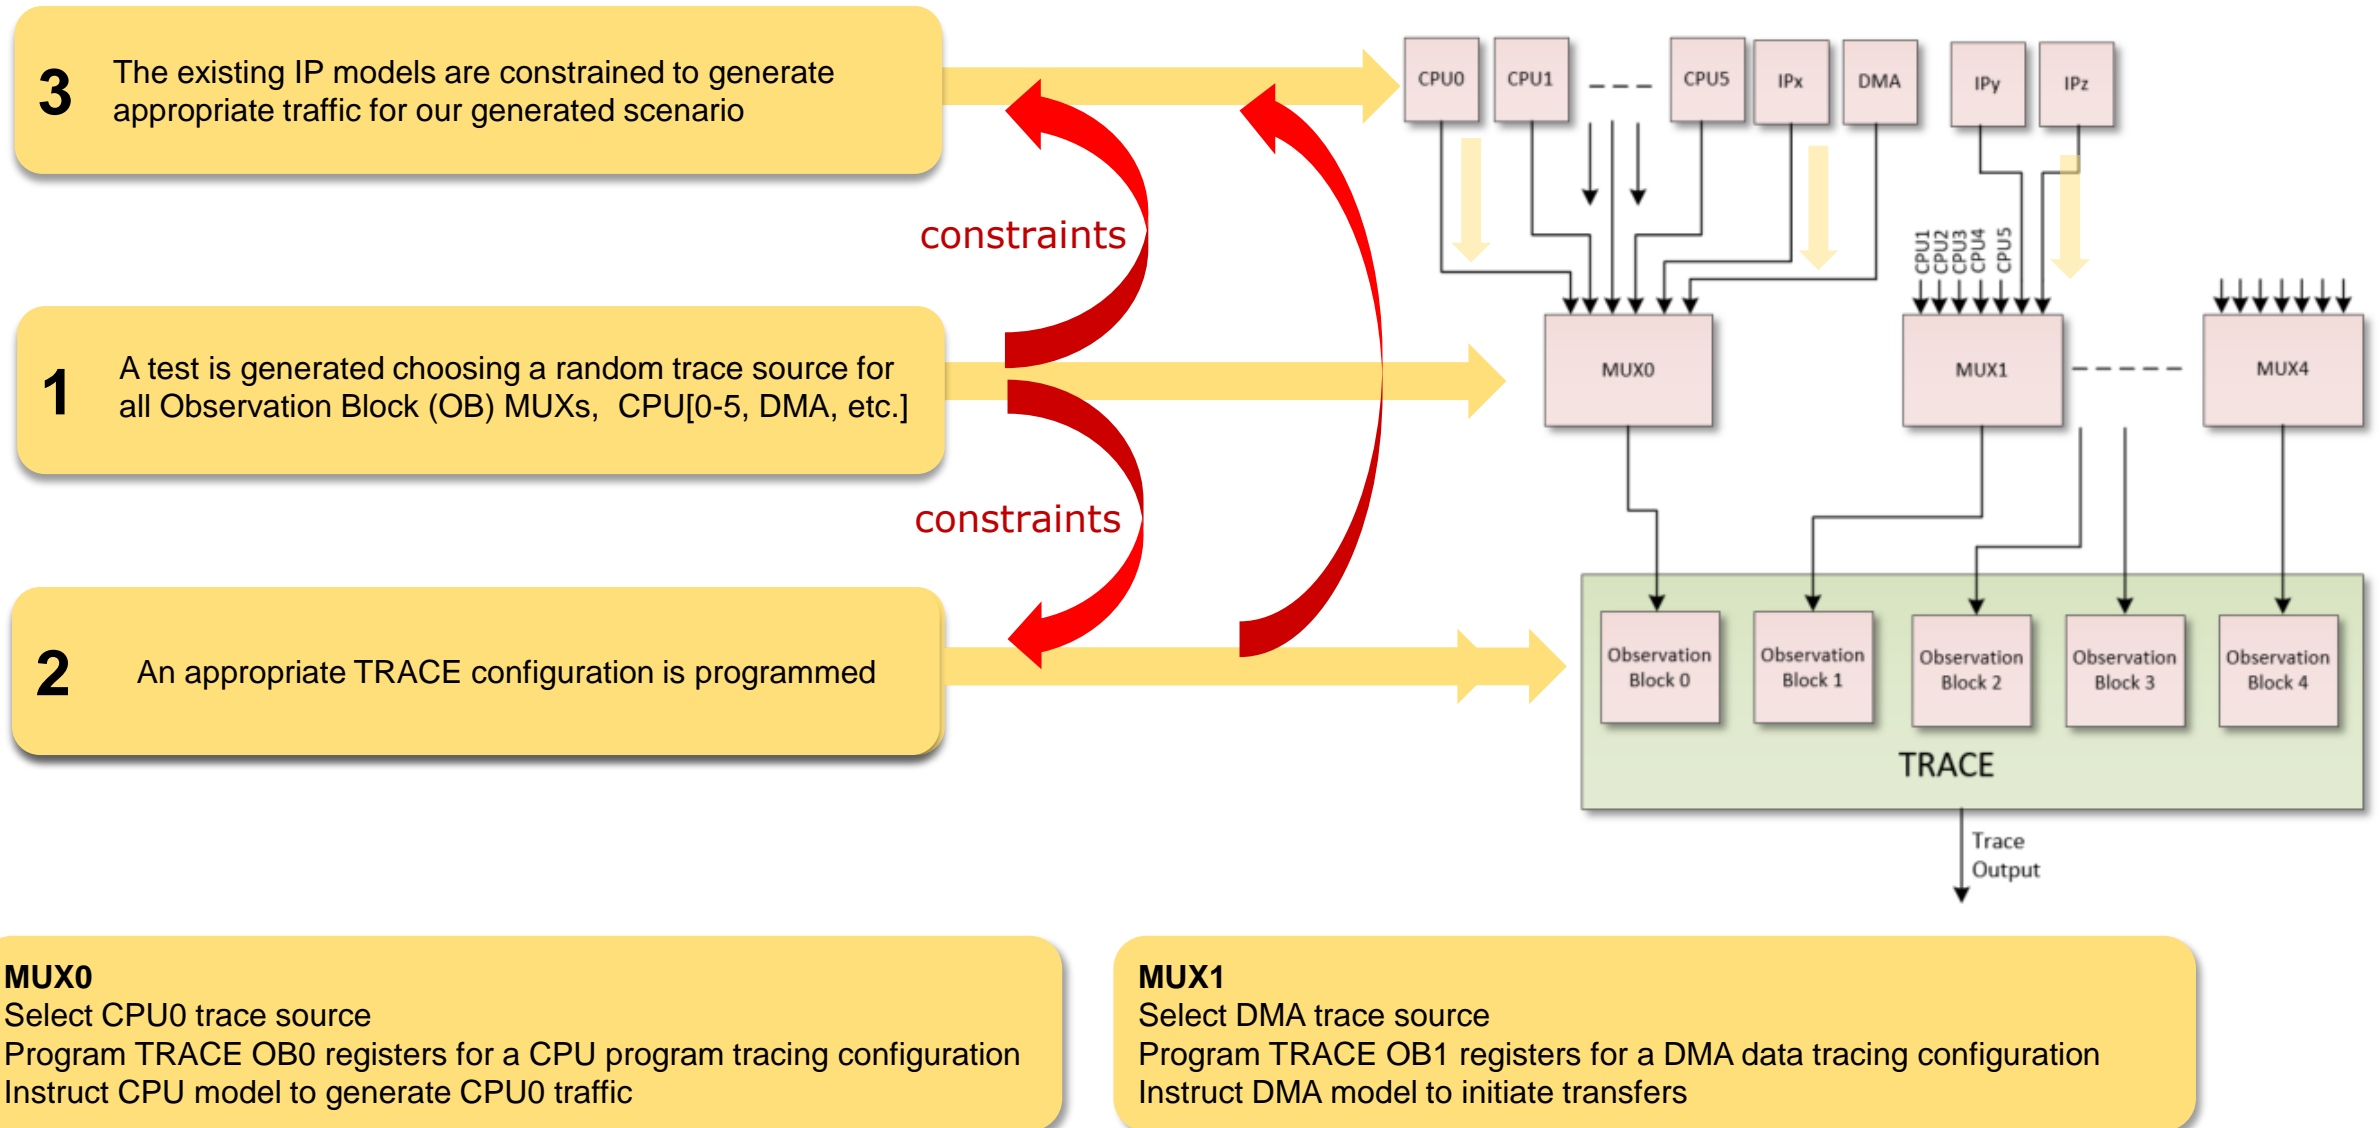 3
The existing IP models are constrained to generate
appropriate traffic for our generated scenario
constraints
1
A test is generated choosing a random trace source for
all Observation Block (OB) MUXs, CPU[0-5, DMA, etc.]
constraints
2
An appropriate TRACE configuration is programmed
CPU0
CPU1
CPU5
IPx
DMA
IPy
IPz
CPU1
CPU2
CPU3
CPU4
CPU5
MUX0
MUX1
MUX4
Observation
Block 0
Observation
Block 1
Observation
Block 2
Observation
Block 3
Observation
Block 4
TRACE
Trace
Output
MUX0
Select CPU0 trace source
Program TRACE OB0 registers for a CPU program tracing configuration
Instruct CPU model to generate CPU0 traffic
MUX1
Select DMA trace source
Program TRACE OB1 registers for a DMA data tracing configuration
Instruct DMA model to initiate transfers